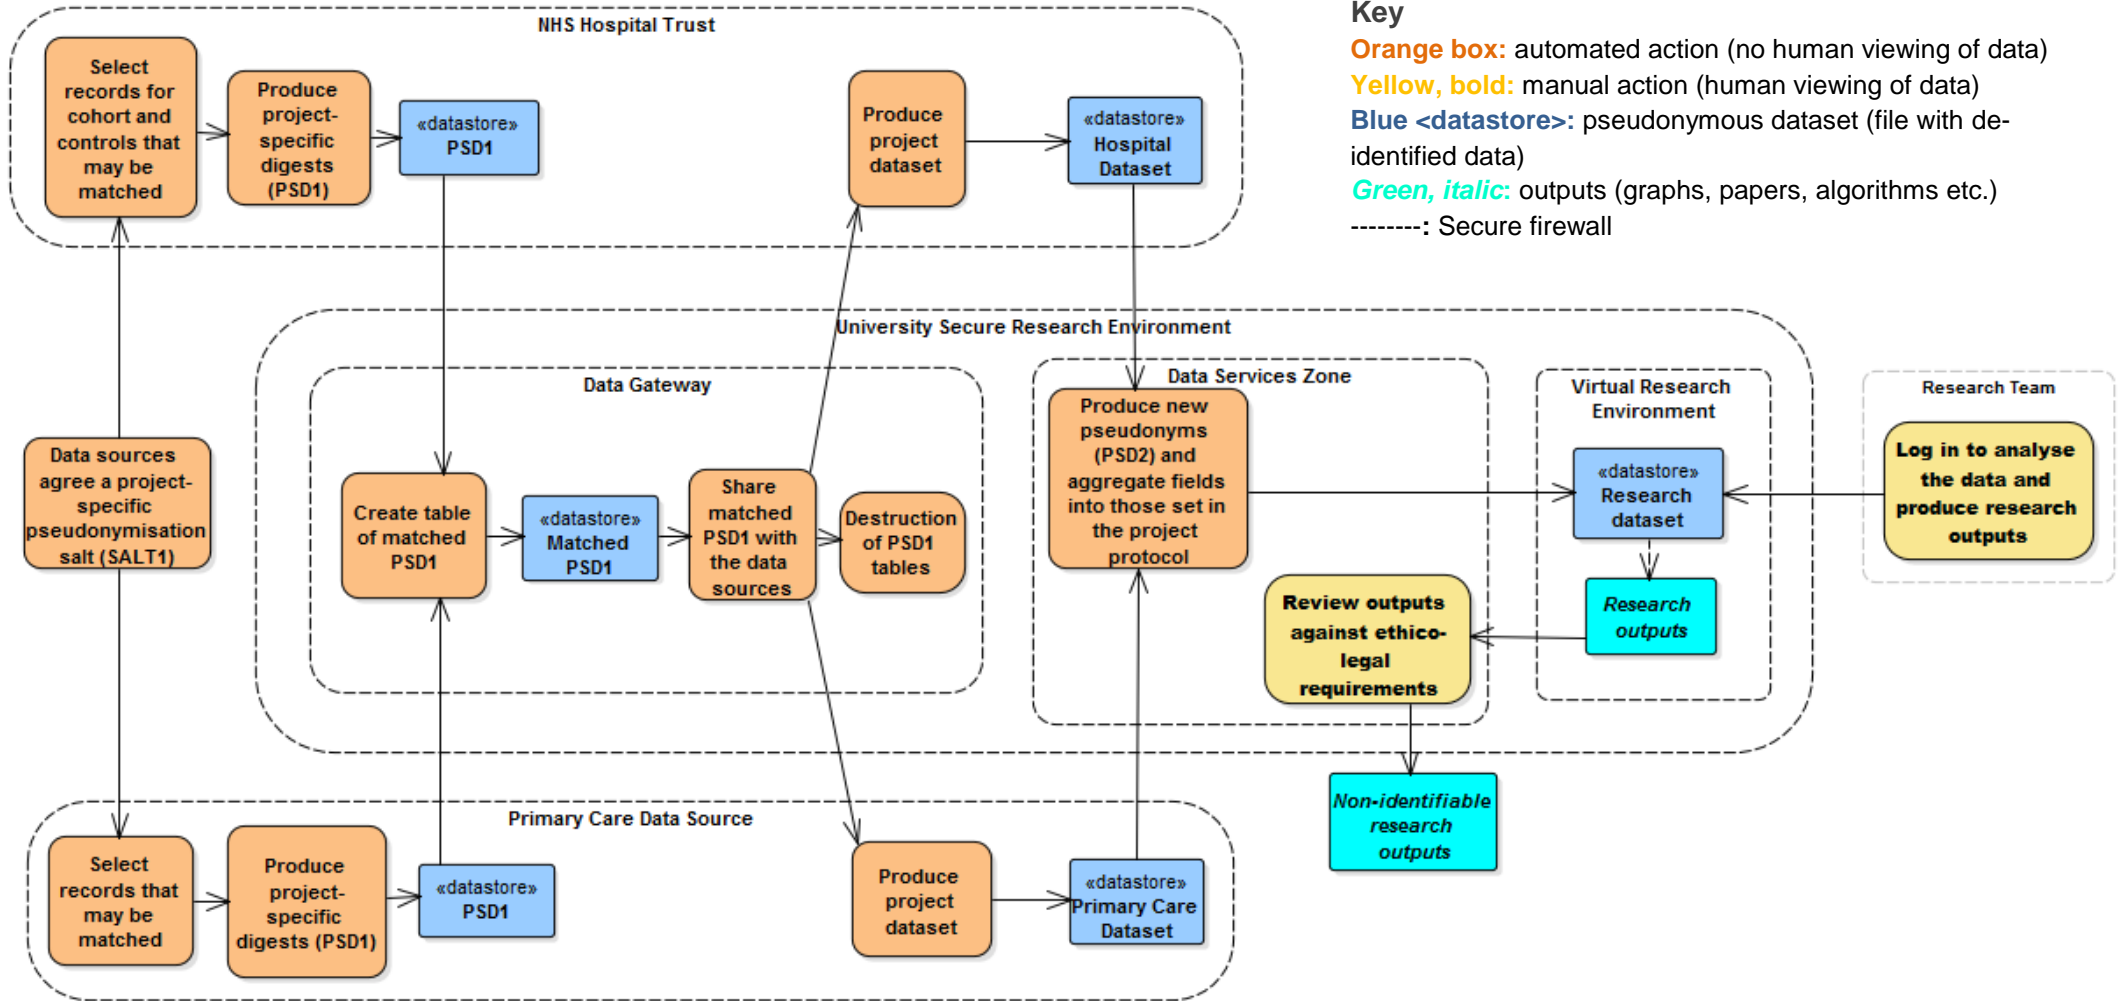 NHS Hospital Trust
Select
records for
cohort and
controls that
may be
matched
Produce
project-
specific
digests
(PSD1)
«datastore»
PSD1
Produce
project
dataset
«datastore»
Hospital
Dataset
Key
Orange box: automated action (no human viewing of data)
Yellow, bold: manual action (human viewing of data)
Blue <datastore>: pseudonymous dataset (file with de-
identified data)
Green, italic: outputs (graphs, papers, algorithms etc.)
--------: Secure firewall
University Secure Research Environment
Data Gateway
Data sources
agree a project-
specific
pseudonymisation
salt (SALT1)
Create table
of matched
PSD1
«datastore»
Matched
PSD1
Share
matched
PSD1 with
the data
sources
Destruction
of PSD1
tables
Data Services Zone
Produce new
pseudonyms
(PSD2) and
aggregate fields
into those set in
the project
protocol
Review outputs
against ethico-
legal
requirements
Virtual Research
Environment
«datastore»
Research
dataset
Research
outputs
Research Team
Log in to analyse
the data and
produce research
outputs
Non-identifiable
research
outputs
Primary Care Data Source
Select
records that
may be
matched
Produce
project-
specific
digests (PSD1)
«datastore»
PSD1
Produce
project
dataset
«datastore»
Primary Care
Dataset